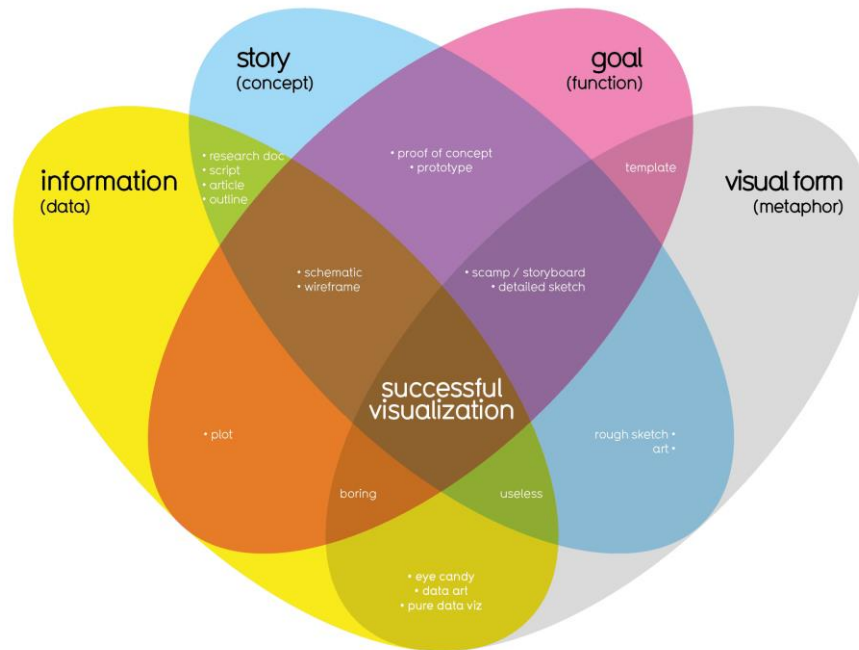 story
(concept)
goal
(function)
information
(data)
visual form
(metaphor)
• research doc
• script
• article
• outline
• proof of concept
• prototype
template
• schematic
• wireframe
• scamp / storyboard
• detailed sketch
successful
visualization
• plot
rough sketch •
art •
boring
useless
• eye candy
• data art
• pure data viz